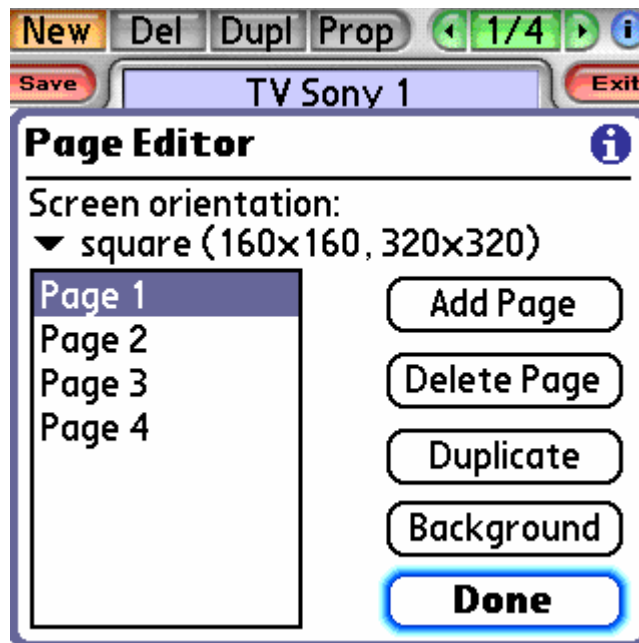 New Del Dupl Prop 1/4 i
Save TV Sony 1 Exit
Page Editor i
Screen orientation:
square (160x160, 320x320)
Page 1 Add Page
Page 2
Page 3 Delete Page
Page 4
Duplicate
Background
Done